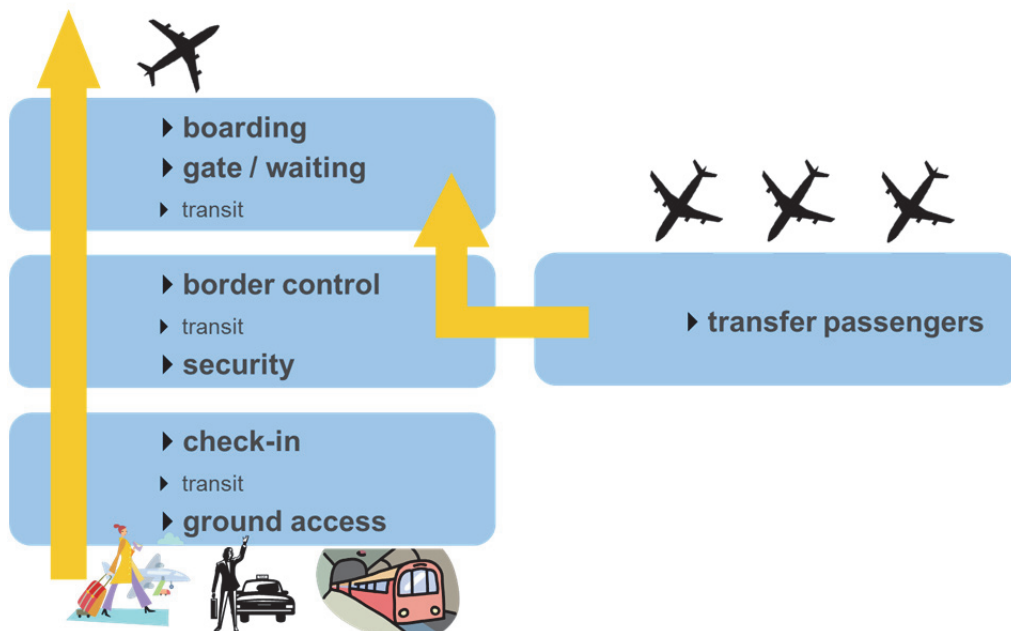 boarding
gate / waiting
transit
border control
transit
security
transfer passengers
check-in
transit
ground access